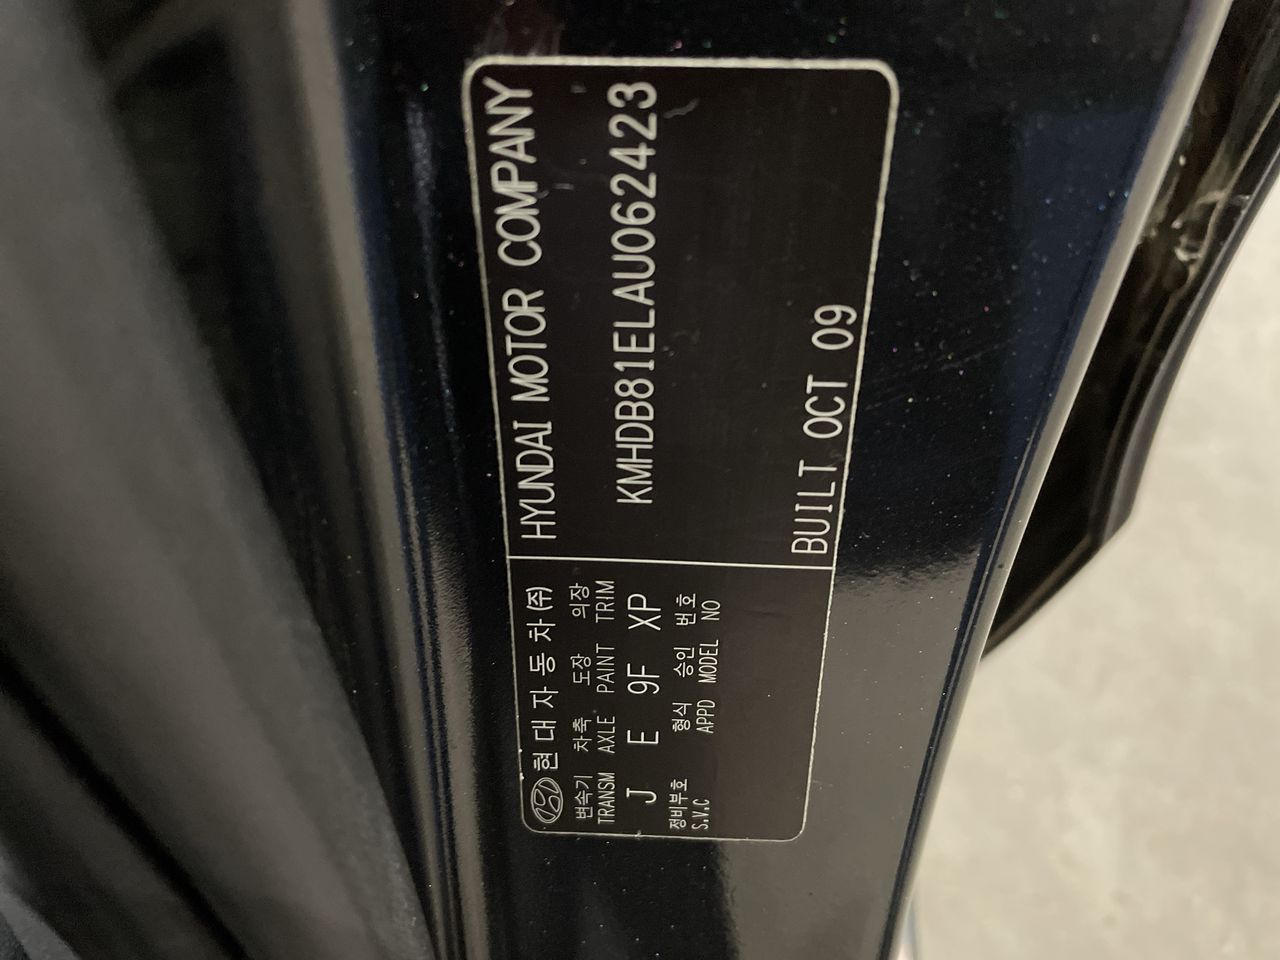 현대자동차(주) HYUNDAI MOTOR COMPANY
변속기 차축 도장 의장
TRANSM AXLE PAINT TRIM
J E 9F XP
KMHDB81ELAU062423
정비부호 형식 승인 번호
S.V.C APPD MODEL NO
BUILT OCT 09